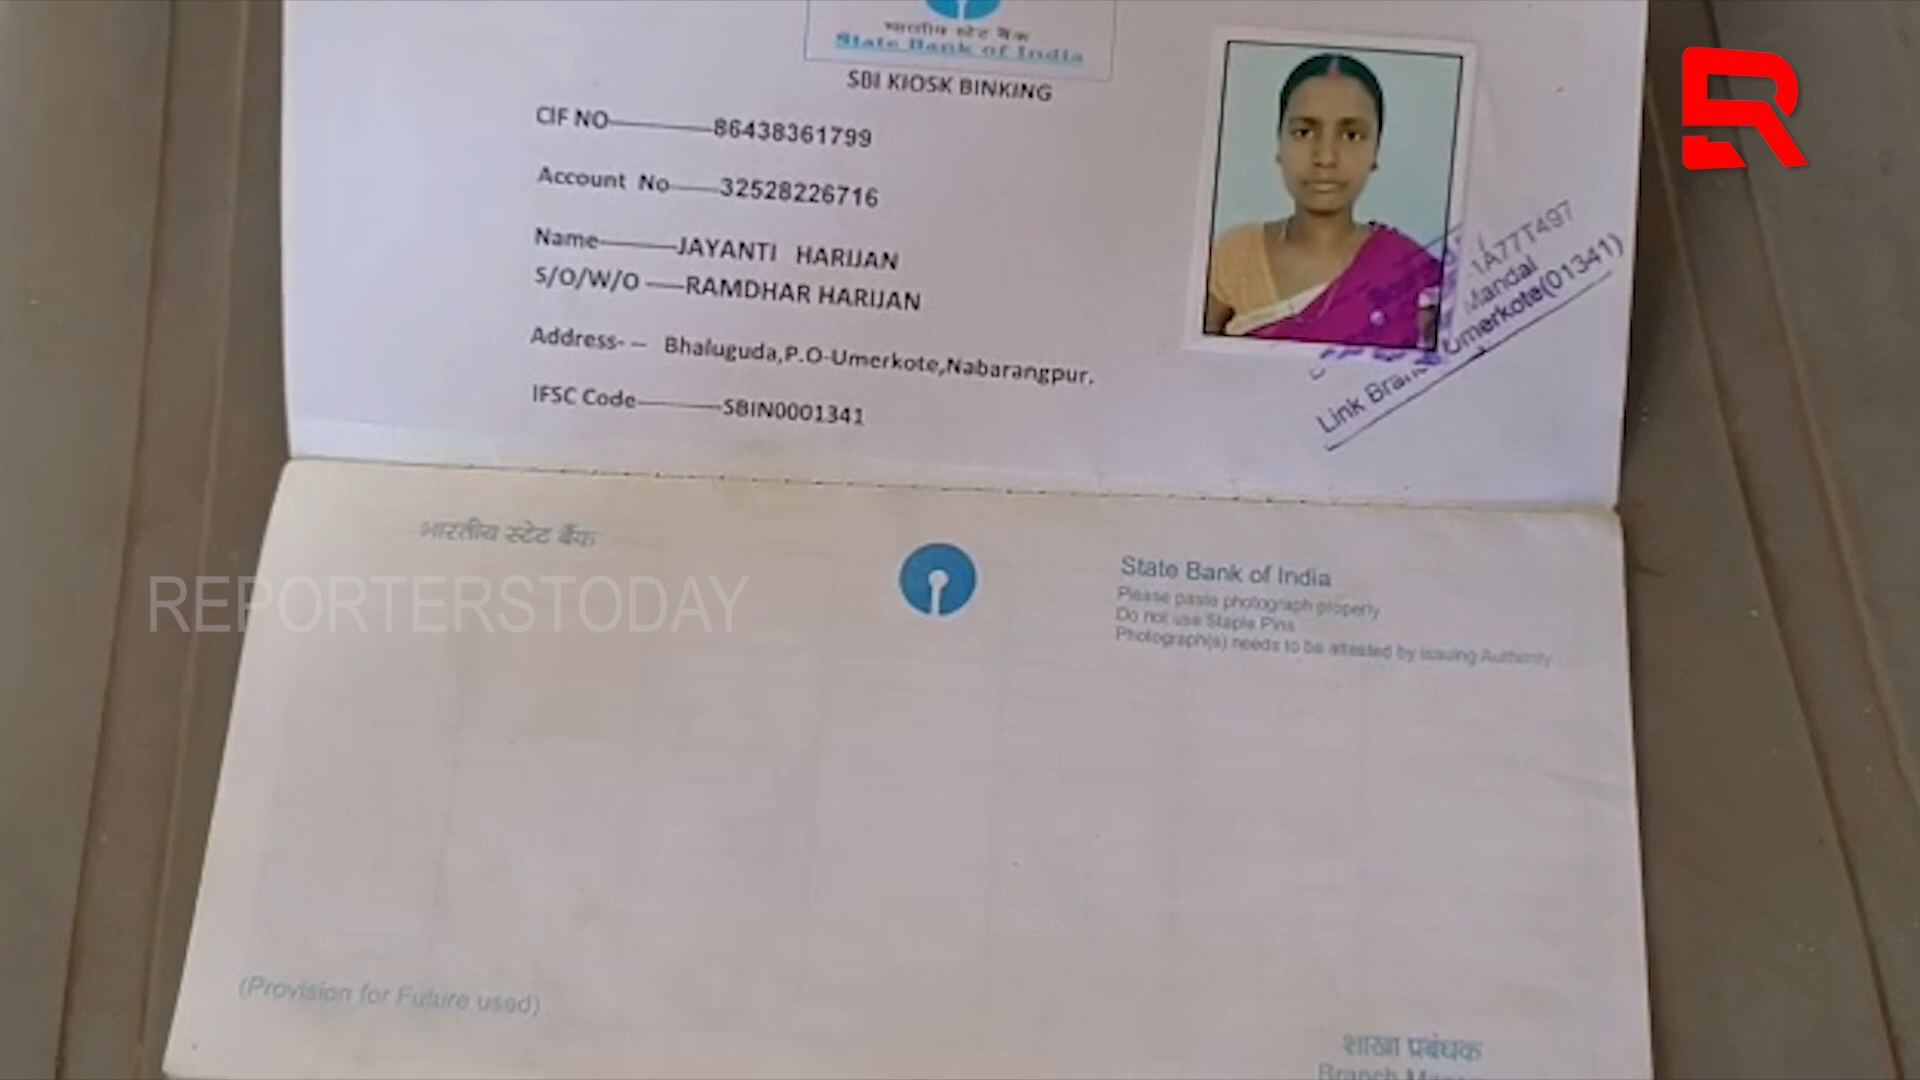 भारतीय स्टेट बैंक
State Bank of India
SBI KIOSK BINKING
CIF NO 86438361799
Account No 32528226716
Name JAYANTI HARIJAN
S/O/W/O RAMDHAR HARIJAN
Address- - Bhaluguda,P.O-Umerkote,Nabarangpur.
IFSC Code SBIN0001341
1A77T497
Mandal
Link Umerkote(01341)
भारतीय स्टेट बैंक
State Bank of India
Please paste photograph properly
Do not use Staple Pins
Photograph(s) needs to be attested by issuing Authority
REPORTERSTODAY
(Provision for Future used)
शाखा प्रबंधक
Branch